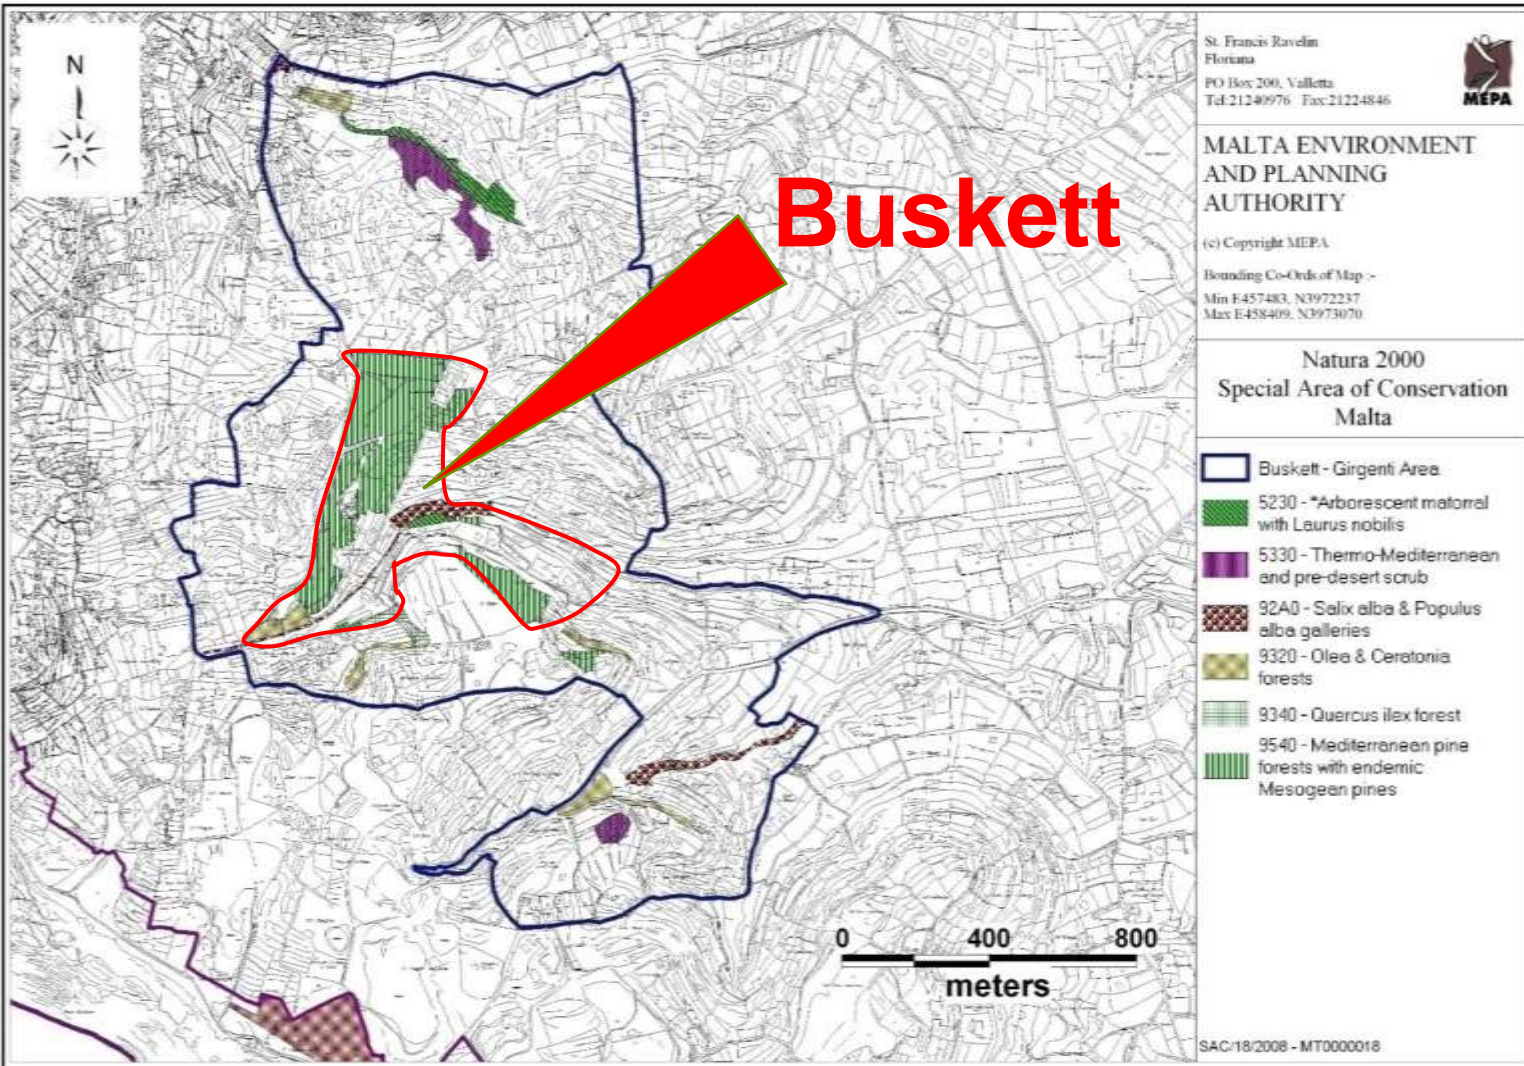 N
Buskett
0 400 800
meters
St. Francis Ravelin
Floriana
PO Box 200, Valletta
Tel:21240976 Fax:21224846
MEPA
MALTA ENVIRONMENT
AND PLANNING
AUTHORITY
(c) Copyright MEPA
Bounding Co-Ords of Map :-
Min E457483, N3972237
Max E458409, N3973070
Natura 2000
Special Area of Conservation
Malta
Buskett - Girgenti Area
5230 - *Arborescent matorral
with Laurus nobilis
5330 - Thermo-Mediterranean
and pre-desert scrub
92A0 - Salix alba & Populus
alba galleries
9320 - Olea & Ceratonia
forests
9340 - Quercus ilex forest
9540 - Mediterranean pine
forests with endemic
Mesogean pines
SAC/18/2008 - MT0000018